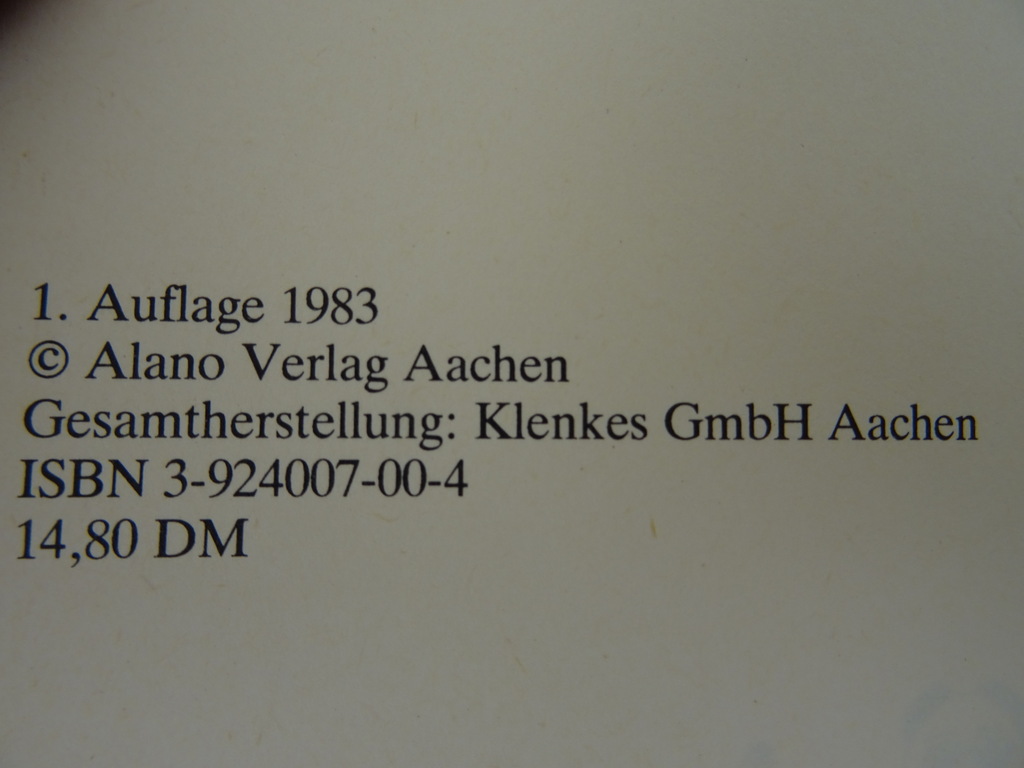 1. Auflage 1983
© Alano Verlag Aachen
Gesamtherstellung: Klenkes GmbH Aachen
ISBN 3-924007-00-4
14,80 DM